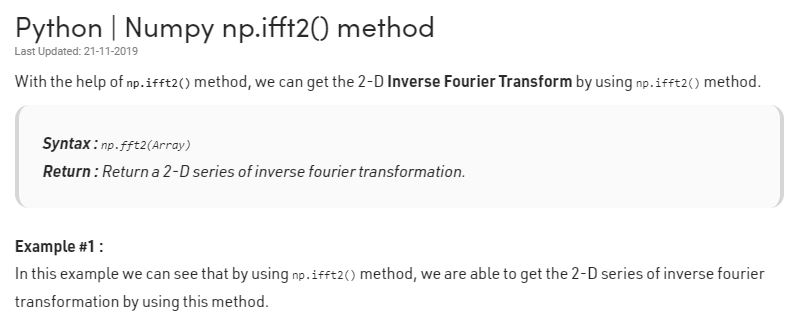 Python | Numpy np.ifft2() method
Last Updated: 21-11-2019
With the help of np.ifft2() method, we can get the 2-D Inverse Fourier Transform by using np.ifft2() method.
Syntax : np.fft2(Array)
Return : Return a 2-D series of inverse fourier transformation.
Example #1 :
In this example we can see that by using np.ifft2() method, we are able to get the 2-D series of inverse fourier
transformation by using this method.